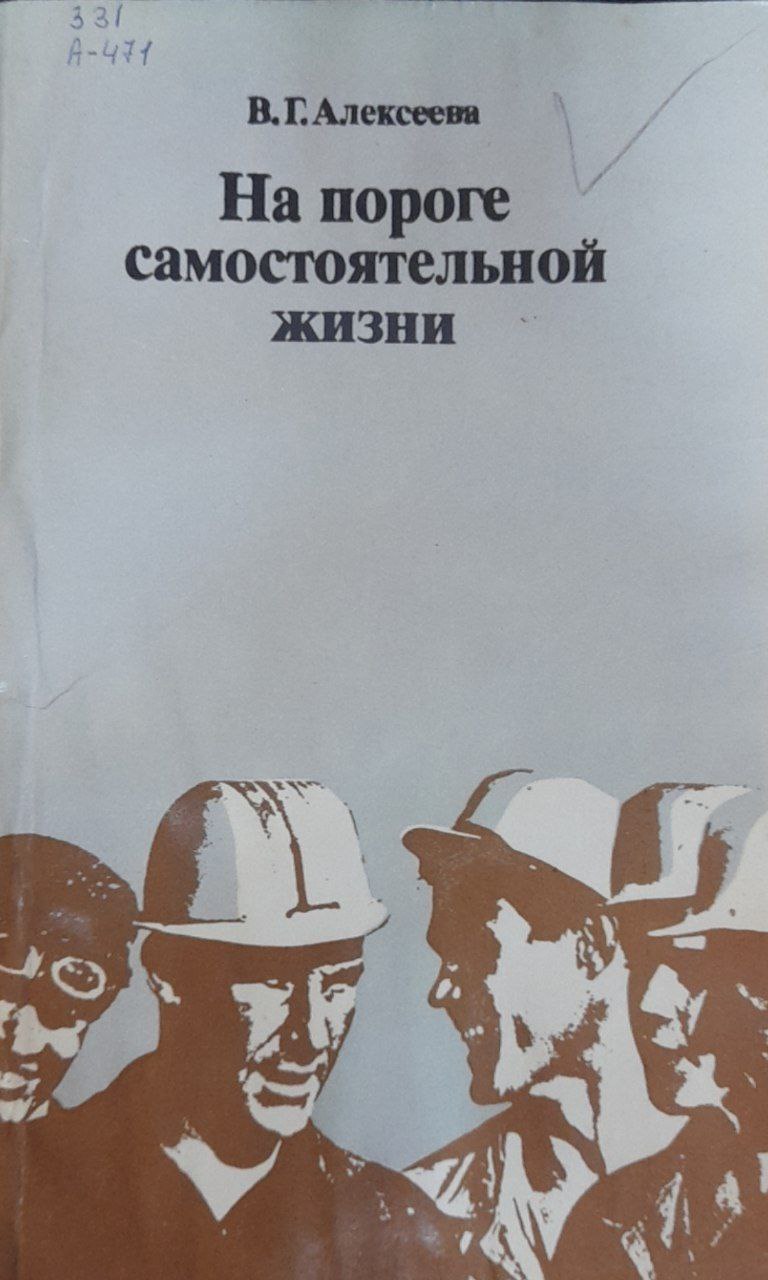 331
А-471
В.Г.Алексеева
На пороге
самостоятельной
жизни